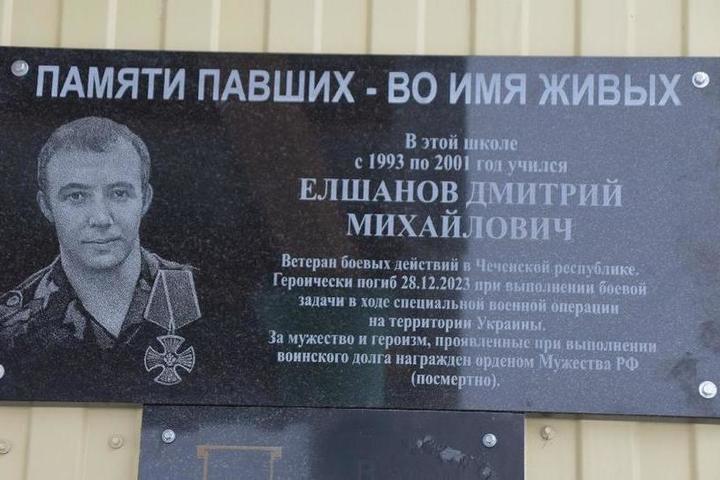 ПАМЯТИ ПАВШИХ - ВО ИМЯ ЖИВЫХ
В этой школе
с 1993 по 2001 год учился
ЕЛШАНОВ ДМИТРИЙ
МИХАЙЛОВИЧ
Ветеран боевых действий в Чеченской республике.
Героически погиб 28.12.2023 при выполнении боевой
задачи в ходе специальной военной операции
на территории Украины.
За мужество и героизм, проявленные при выполнении
воинского долга награжден орденом Мужества РФ
(посмертно).